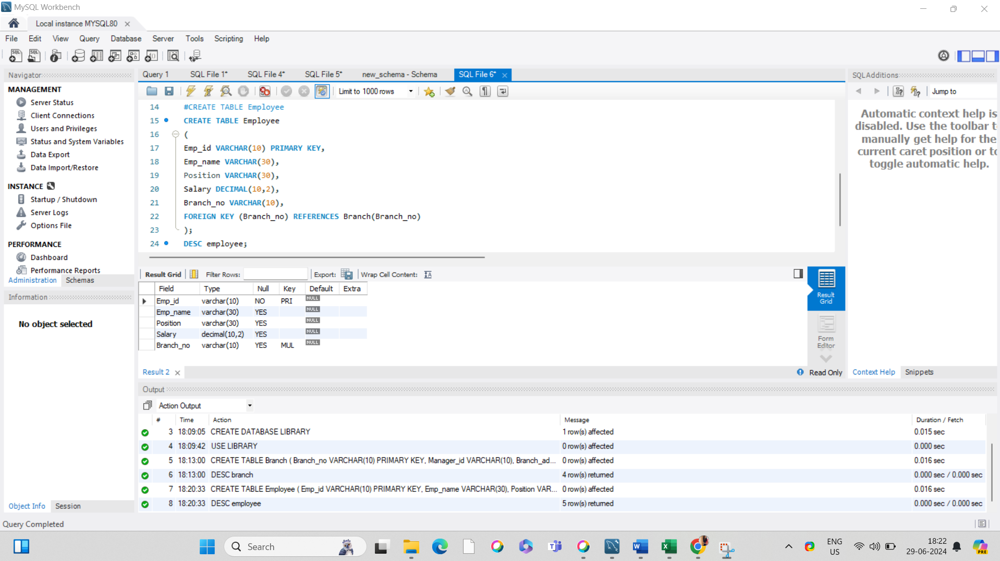 MySQL Workbench
Local instance MYSQL80
File Edit View Query Database Server Tools Scripting Help
Navigator
MANAGEMENT
Server Status
Client Connections
Users and Privileges
Status and System Variables
Data Export
Data Import/Restore
INSTANCE
Startup / Shutdown
Server Logs
Options File
PERFORMANCE
Dashboard
Performance Reports
Administration Schemas
Information
No object selected
Object Info Session
Query 1 SQL File 1* SQL File 4* SQL File 5* new_schema - Schema SQL File 6*
Limit to 1000 rows
14 #CREATE TABLE Employee
15 CREATE TABLE Employee
16 (
17 Emp_id VARCHAR(10) PRIMARY KEY,
18 Emp_name VARCHAR(30),
19 Position VARCHAR(30),
20 Salary DECIMAL(10,2),
21 Branch_no VARCHAR(10),
22 FOREIGN KEY (Branch_no) REFERENCES Branch(Branch_no)
23 );
24 DESC employee;
Result Grid Filter Rows: Export: Wrap Cell Content: IA
Field Type Null Key Default Extra
Emp_id varchar(10) NO PRI NULL
Emp_name varchar(30) YES NULL
Position varchar(30) YES NULL
Salary decimal(10,2) YES NULL
Branch_no varchar(10) YES MUL NULL
Result
Grid
Form
Editor
Result 2
Read Only
SQLAdditions
Jump to
Automatic context help is
disabled. Use the toolbar t
manually get help for the
current caret position or to
toggle automatic help.
Context Help Snippets
Output
Action Output
# Time Action Message Duration / Fetch
3 18:09:05 CREATE DATABASE LIBRARY 1 row(s) affected 0.015 sec
4 18:09:42 USE LIBRARY 0 row(s) affected 0.000 sec
5 18:13:00 CREATE TABLE Branch ( Branch_no VARCHAR(10) PRIMARY KEY, Manager_id VARCHAR(10), Branch_ad... 0 row(s) affected 0.016 sec
6 18:13:00 DESC branch 4 row(s) returned 0.000 sec / 0.000 sec
7 18:20:33 CREATE TABLE Employee ( Emp_id VARCHAR(10) PRIMARY KEY, Emp_name VARCHAR(30), Position VAR... 0 row(s) affected 0.016 sec
8 18:20:33 DESC employee 5 row(s) returned 0.000 sec / 0.000 sec
Query Completed
Search
ENG
US
18:22
29-06-2024
PRE